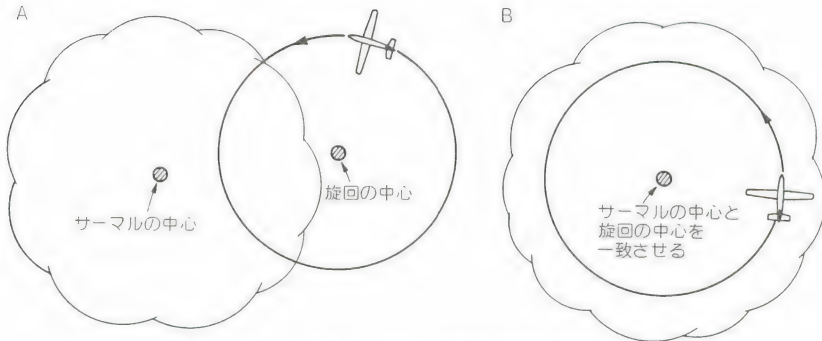 A
旋回の中心
サーマルの中心
B
サーマルの中心と
旋回の中心を
一致させる